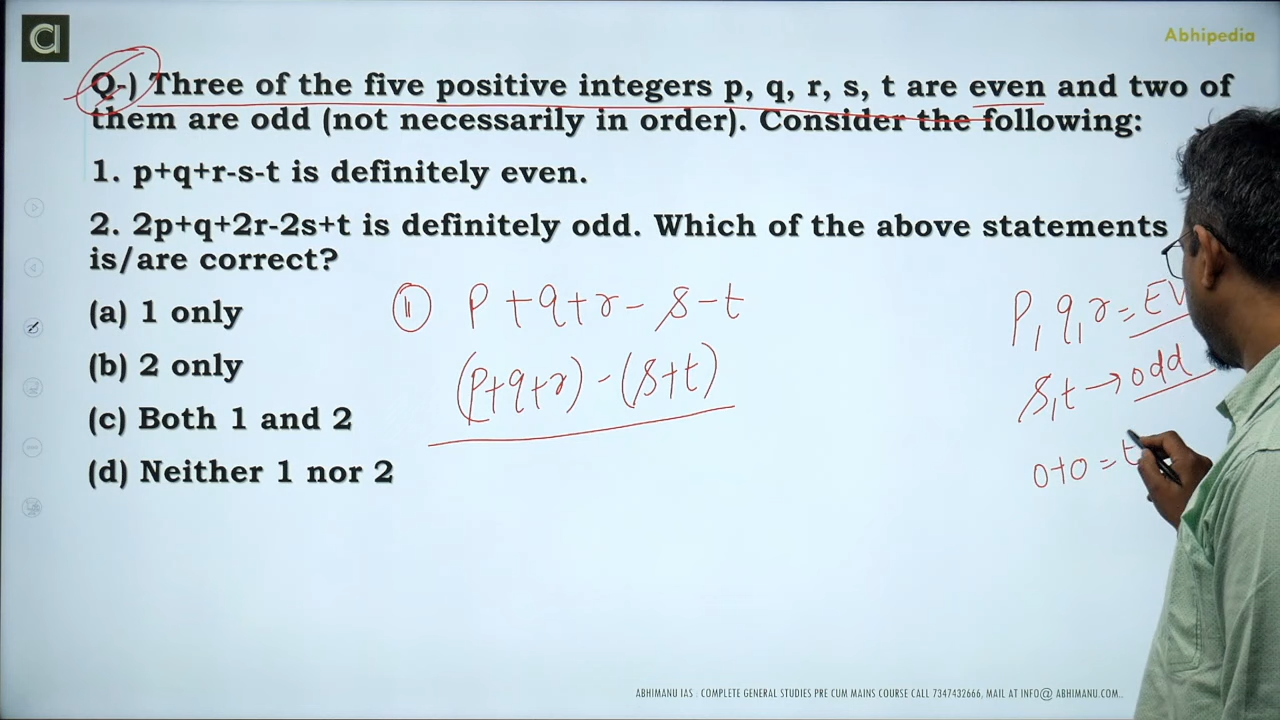 Abhipedia
Q-) Three of the five positive integers p, q, r, s, t are even and two of
them are odd (not necessarily in order). Consider the following:
1. p+q+r-s-t is definitely even.
2. 2p+q+2r-2s+t is definitely odd. Which of the above statements
is/are correct?
(a) 1 only
(b) 2 only
(c) Both 1 and 2
(d) Neither 1 nor 2
p+q+r-s-t
(p+q+r)-(s+t)
P, q, r = EV
s, t → odd
O+O =
ABHIMANU IAS : COMPLETE GENERAL STUDIES PRE CUM MAINS COURSE CALL 7347432666, MAIL AT INFO@ ABHIMANU.COM..